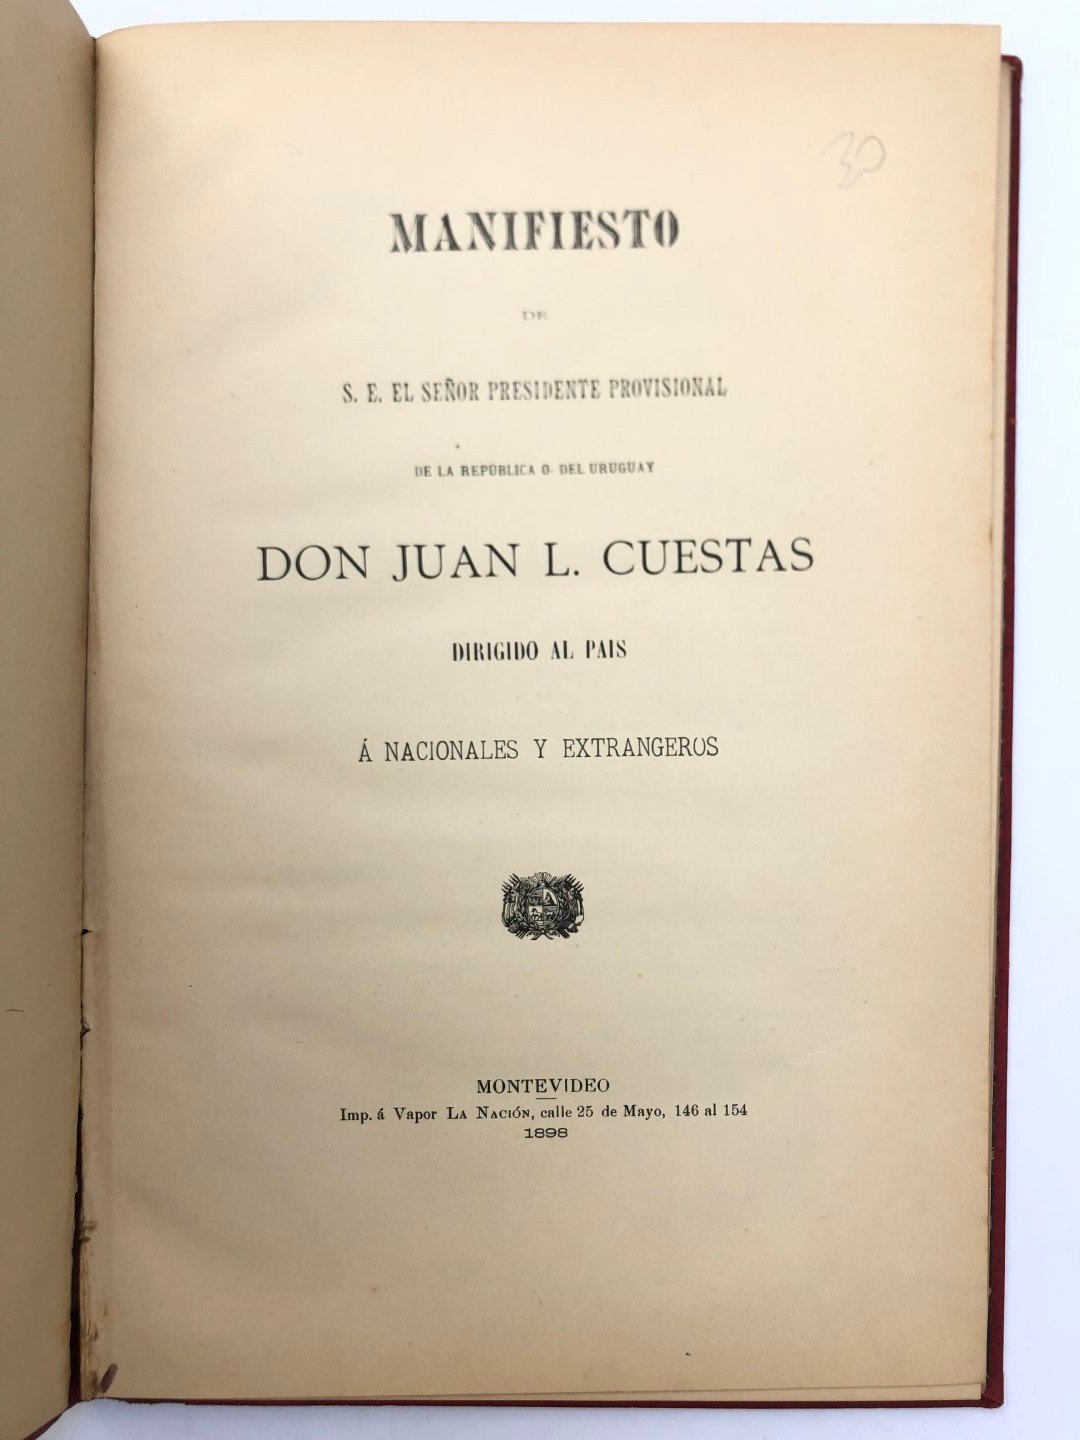 30
MANIFIESTO
DE
S. E. EL SEÑOR PRESIDENTE PROVISIONAL
DE LA REPÚBLICA O. DEL URUGUAY
DON JUAN L. CUESTAS
DIRIGIDO AL PAIS
Á NACIONALES Y EXTRANGEROS
MONTEVIDEO
Imp. á Vapor LA NACIÓN, calle 25 de Mayo, 146 al 154
1898